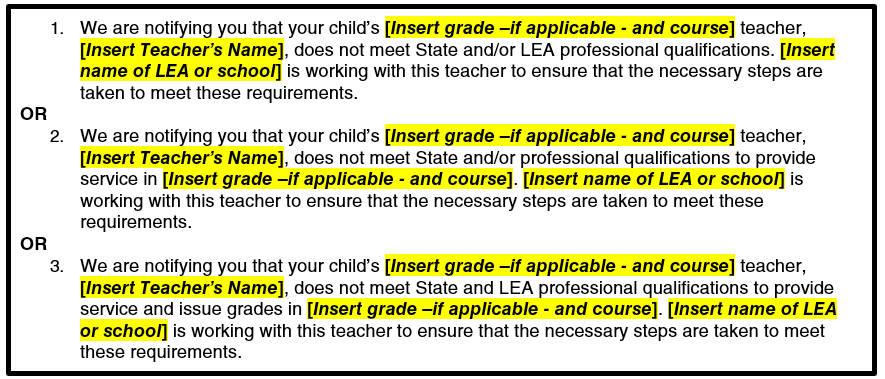 1. We are notifying you that your child’s [Insert grade –if applicable - and course] teacher,
[Insert Teacher’s Name], does not meet State and/or LEA professional qualifications. [Insert
name of LEA or school] is working with this teacher to ensure that the necessary steps are
taken to meet these requirements.
OR
2. We are notifying you that your child’s [Insert grade –if applicable - and course] teacher,
[Insert Teacher’s Name], does not meet State and/or professional qualifications to provide
service in [Insert grade –if applicable - and course]. [Insert name of LEA or school] is
working with this teacher to ensure that the necessary steps are taken to meet these
requirements.
OR
3. We are notifying you that your child’s [Insert grade –if applicable - and course] teacher,
[Insert Teacher’s Name], does not meet State and LEA professional qualifications to provide
service and issue grades in [Insert grade –if applicable - and course]. [Insert name of LEA
or school] is working with this teacher to ensure that the necessary steps are taken to meet
these requirements.